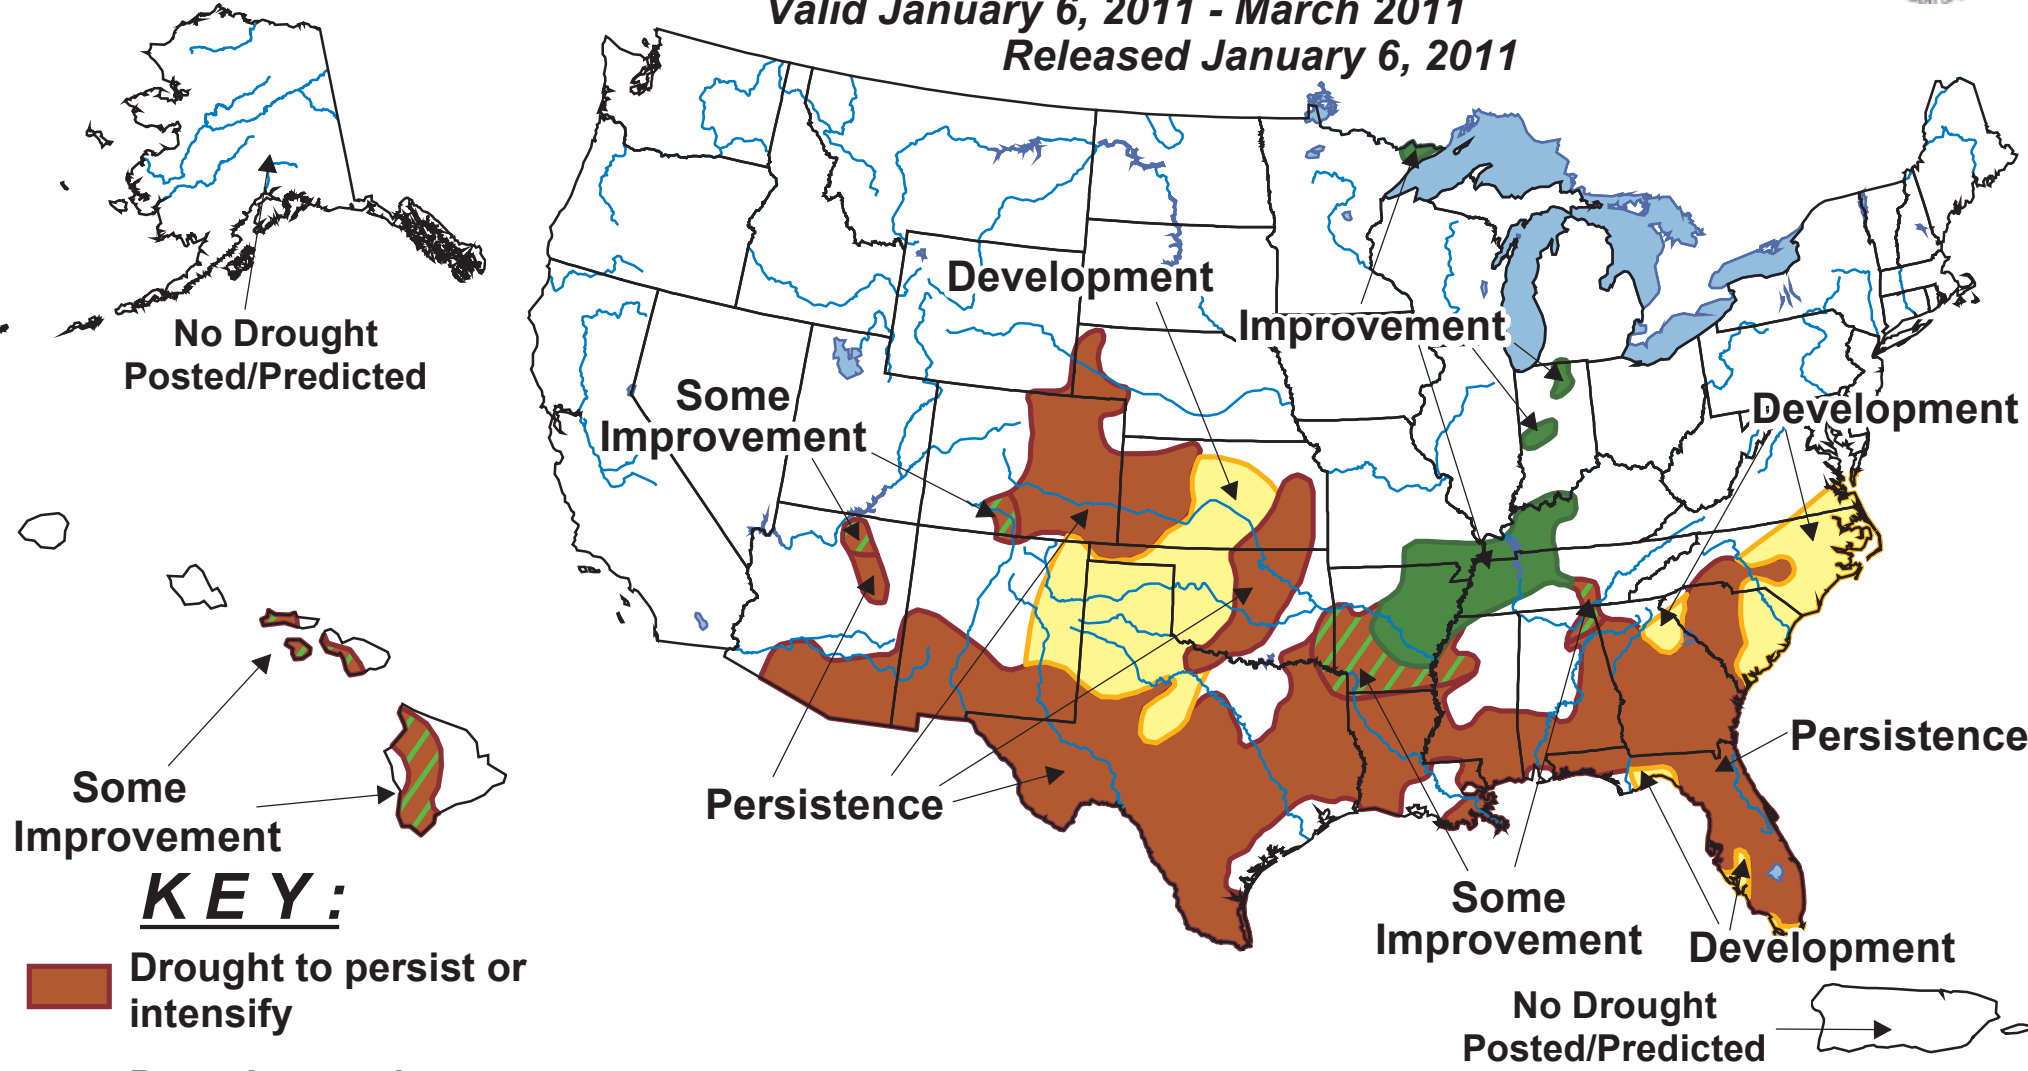 Valid January 6, 2011 - March 2011
Released January 6, 2011
No Drought
Posted/Predicted
Development
Improvement
Some
Improvement
Development
Persistence
Persistence
Some
Improvement
Some
Improvement
Development
No Drought
Posted/Predicted
KEY:
Drought to persist or
intensify